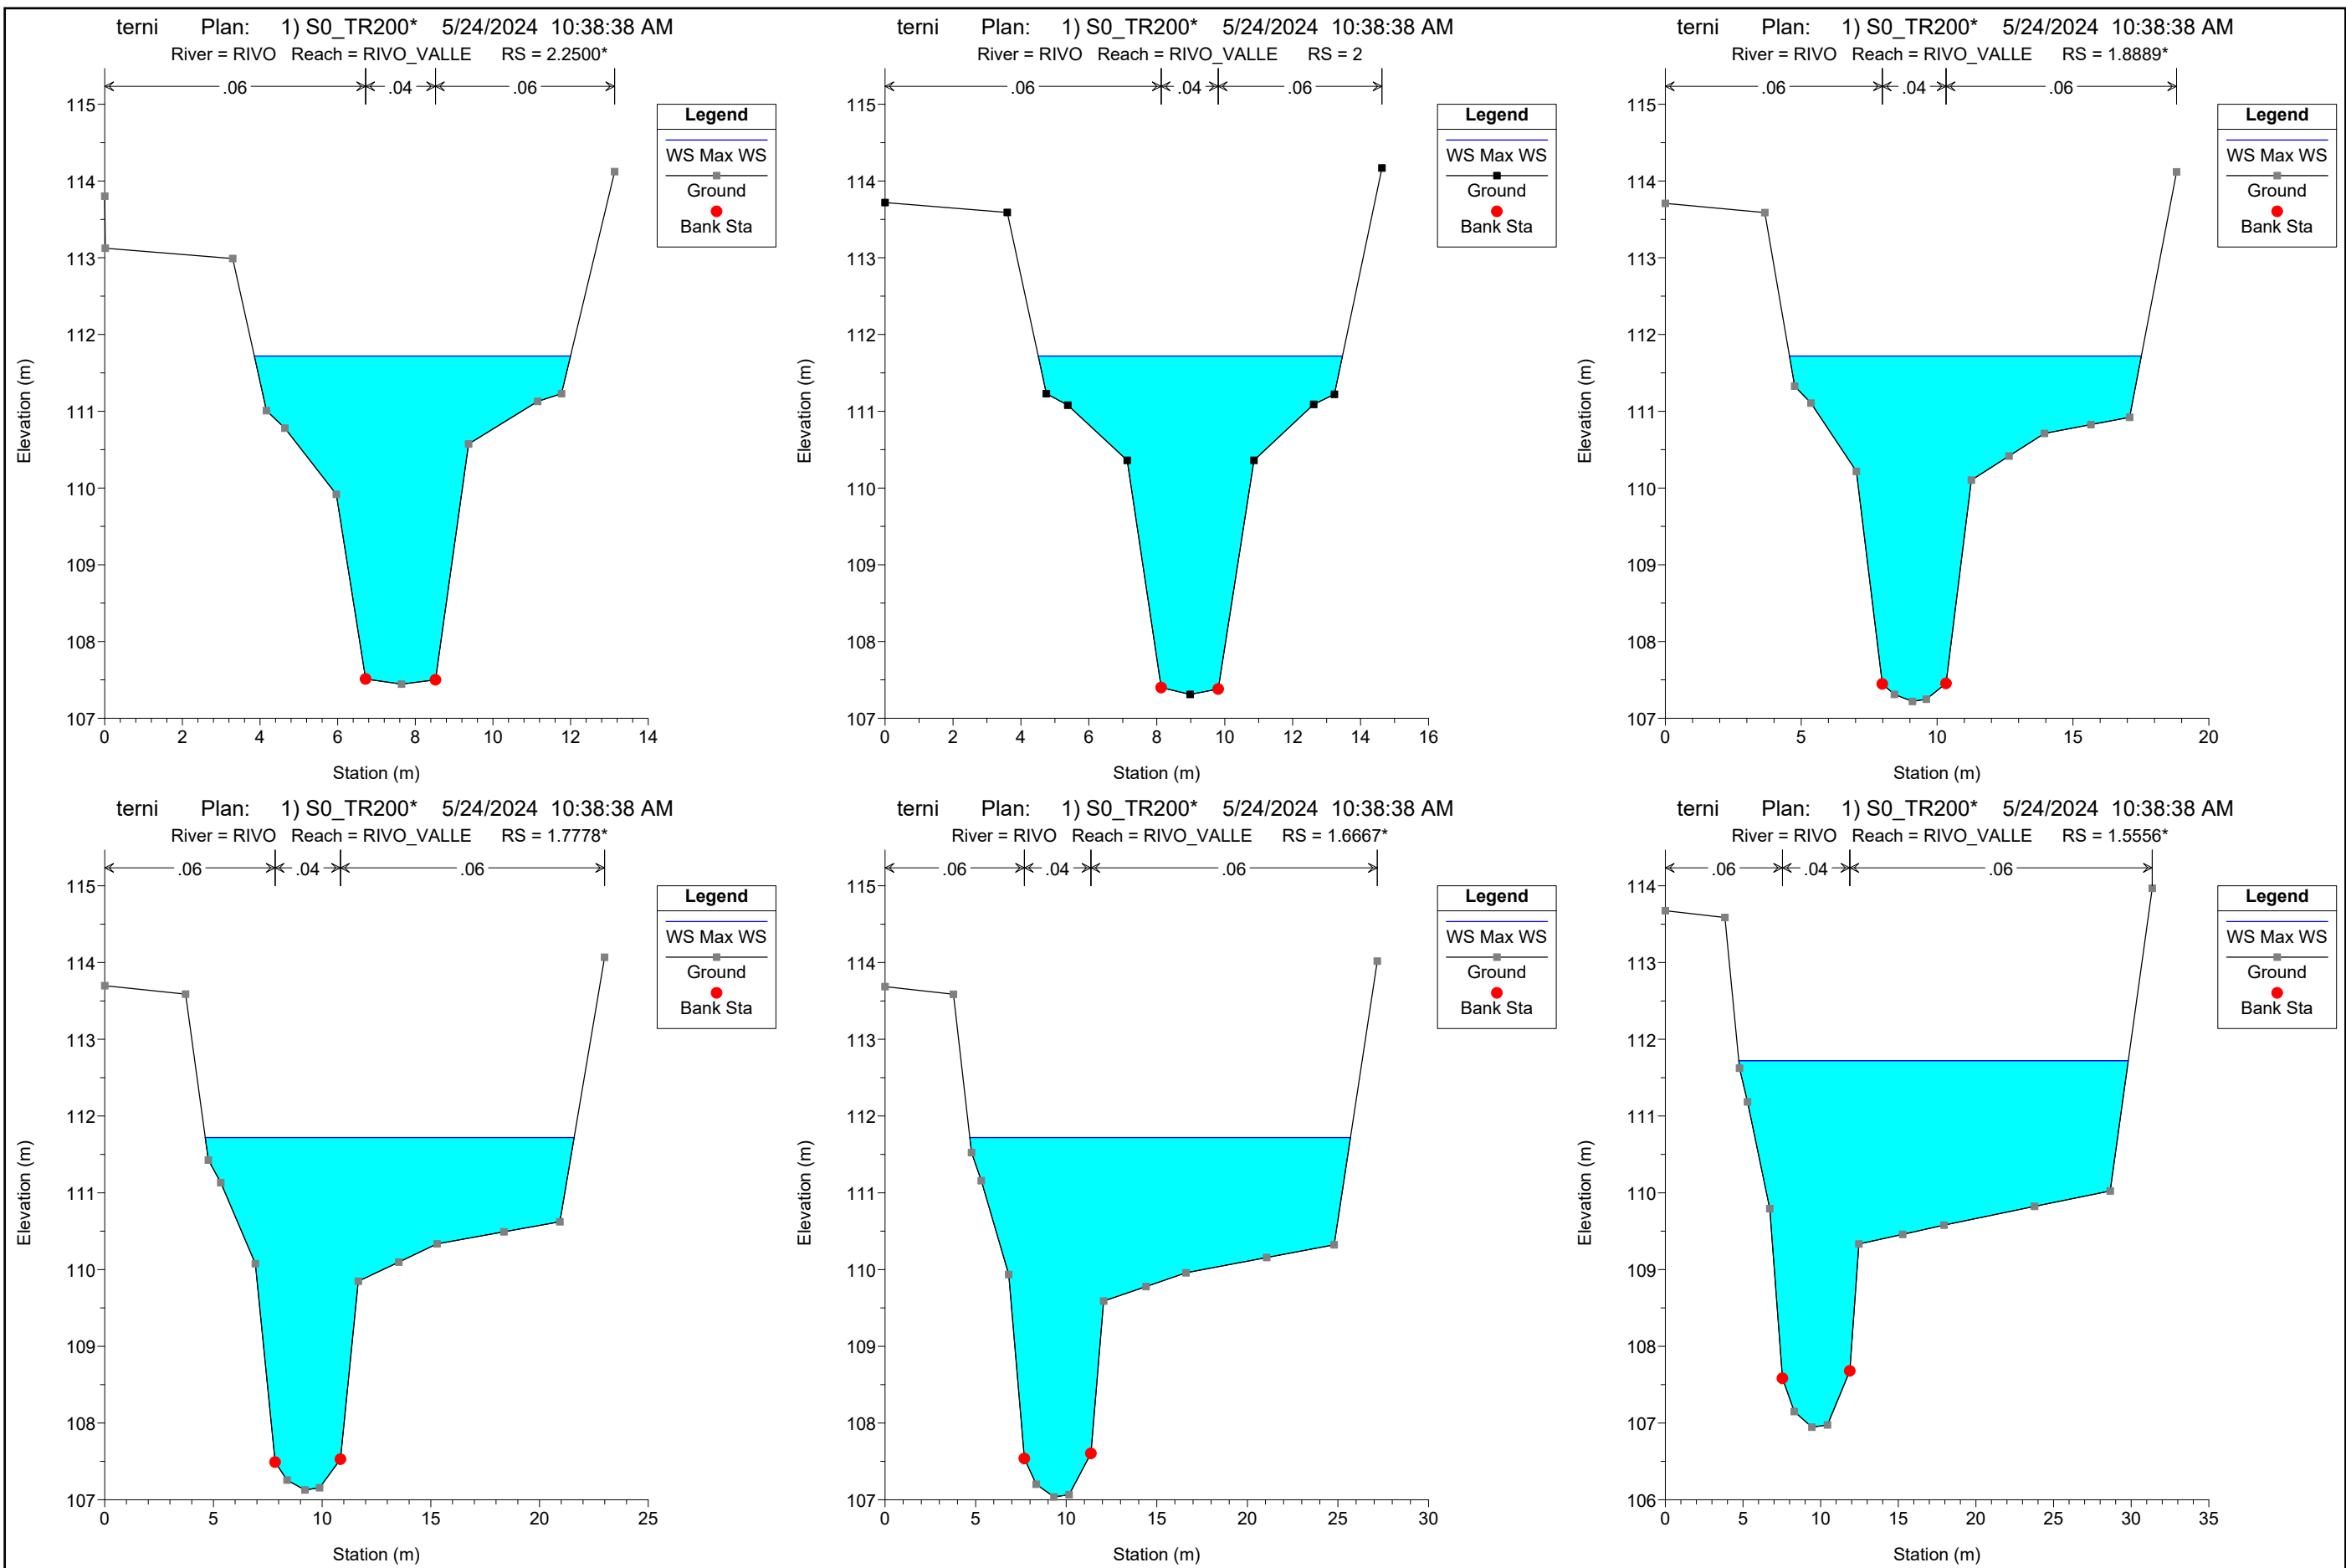 terni Plan: 1) S0_TR200* 5/24/2024 10:38:38 AM
River = RIVO Reach = RIVO_VALLE RS = 2.2500*
.06 .04 .06
Legend
WS Max WS
Ground
Bank Sta
115
114
113
112
111
110
109
108
107
Elevation (m)
0 2 4 6 8 10 12 14
Station (m)
terni Plan: 1) S0_TR200* 5/24/2024 10:38:38 AM
River = RIVO Reach = RIVO_VALLE RS = 2
.06 .04 .06
Legend
WS Max WS
Ground
Bank Sta
115
114
113
112
111
110
109
108
107
Elevation (m)
0 2 4 6 8 10 12 14 16
Station (m)
terni Plan: 1) S0_TR200* 5/24/2024 10:38:38 AM
River = RIVO Reach = RIVO_VALLE RS = 1.8889*
.06 .04 .06
Legend
WS Max WS
Ground
Bank Sta
115
114
113
112
111
110
109
108
107
Elevation (m)
0 5 10 15 20
Station (m)
terni Plan: 1) S0_TR200* 5/24/2024 10:38:38 AM
River = RIVO Reach = RIVO_VALLE RS = 1.7778*
.06 .04 .06
Legend
WS Max WS
Ground
Bank Sta
115
114
113
112
111
110
109
108
107
Elevation (m)
0 5 10 15 20 25
Station (m)
terni Plan: 1) S0_TR200* 5/24/2024 10:38:38 AM
River = RIVO Reach = RIVO_VALLE RS = 1.6667*
.06 .04 .06
Legend
WS Max WS
Ground
Bank Sta
115
114
113
112
111
110
109
108
107
Elevation (m)
0 5 10 15 20 25 30
Station (m)
terni Plan: 1) S0_TR200* 5/24/2024 10:38:38 AM
River = RIVO Reach = RIVO_VALLE RS = 1.5556*
.06 .04 .06
Legend
WS Max WS
Ground
Bank Sta
114
113
112
111
110
109
108
107
106
Elevation (m)
0 5 10 15 20 25 30 35
Station (m)